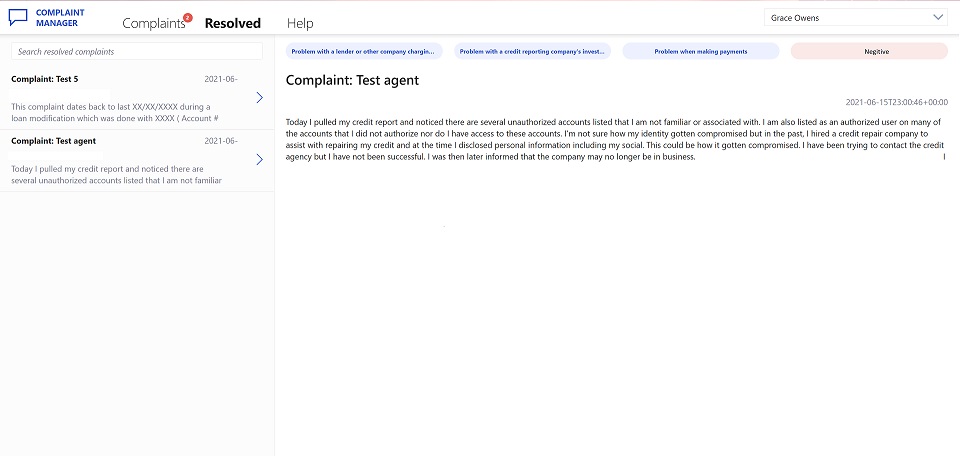 COMPLAINT
MANAGER
Complaints 2
Resolved
Help
Grace Owens
Search resolved complaints
Complaint: Test 5 2021-06-
This complaint dates back to last XX/XX/XXXX during a
loan modification which was done with XXXX ( Account #
Complaint: Test agent 2021-06-
Today I pulled my credit report and noticed there are
several unauthorized accounts listed that I am not familiar
Problem with a lender or other company chargin...
Problem with a credit reporting company's invest...
Problem when making payments
Negitive
Complaint: Test agent
2021-06-15T23:00:46+00:00
Today I pulled my credit report and noticed there are several unauthorized accounts listed that I am not familiar or associated with. I am also listed as an authorized user on many of
the accounts that I did not authorize nor do I have access to these accounts. I'm not sure how my identity gotten compromised but in the past, I hired a credit repair company to
assist with repairing my credit and at the time I disclosed personal information including my social. This could be how it gotten compromised. I have been trying to contact the credit
agency but I have not been successful. I was then later informed that the company may no longer be in business. I